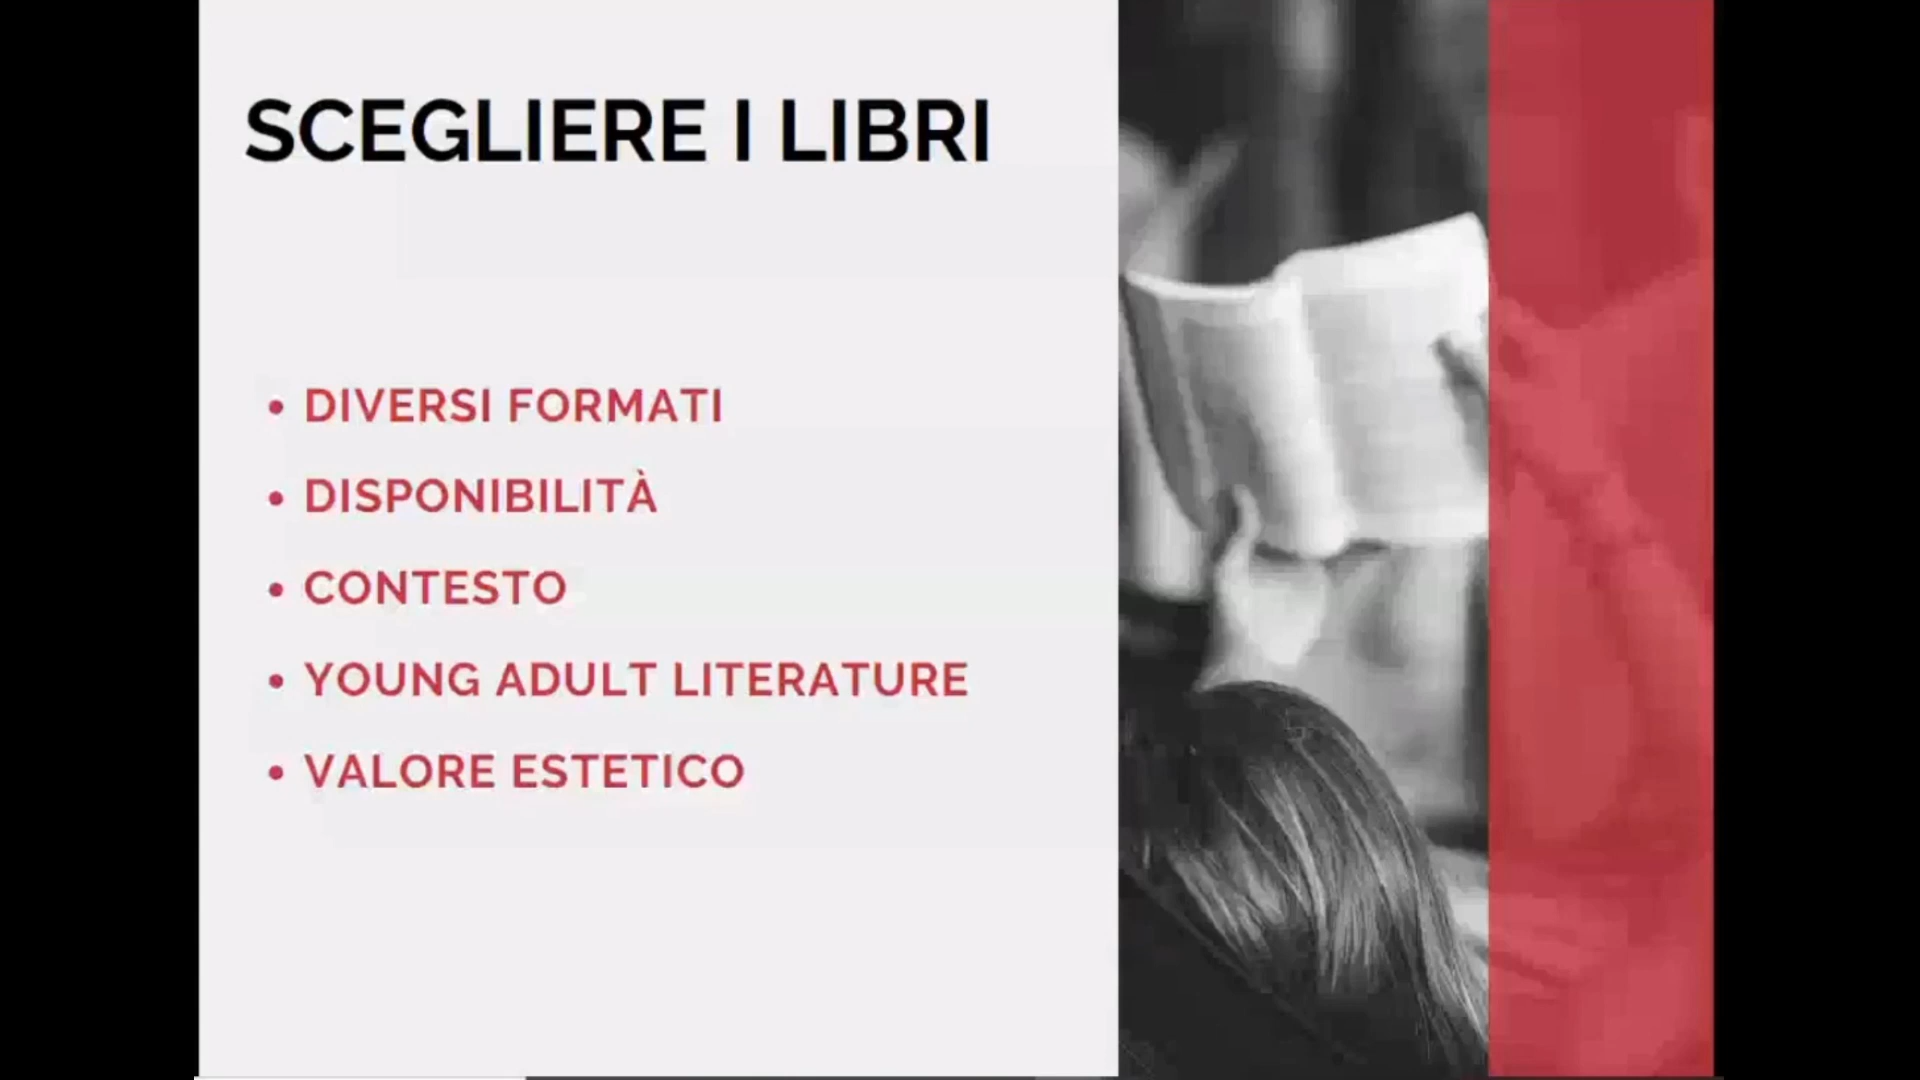 SCEGLIERE I LIBRI
• DIVERSI FORMATI
• DISPONIBILITÀ
• CONTESTO
• YOUNG ADULT LITERATURE
• VALORE ESTETICO